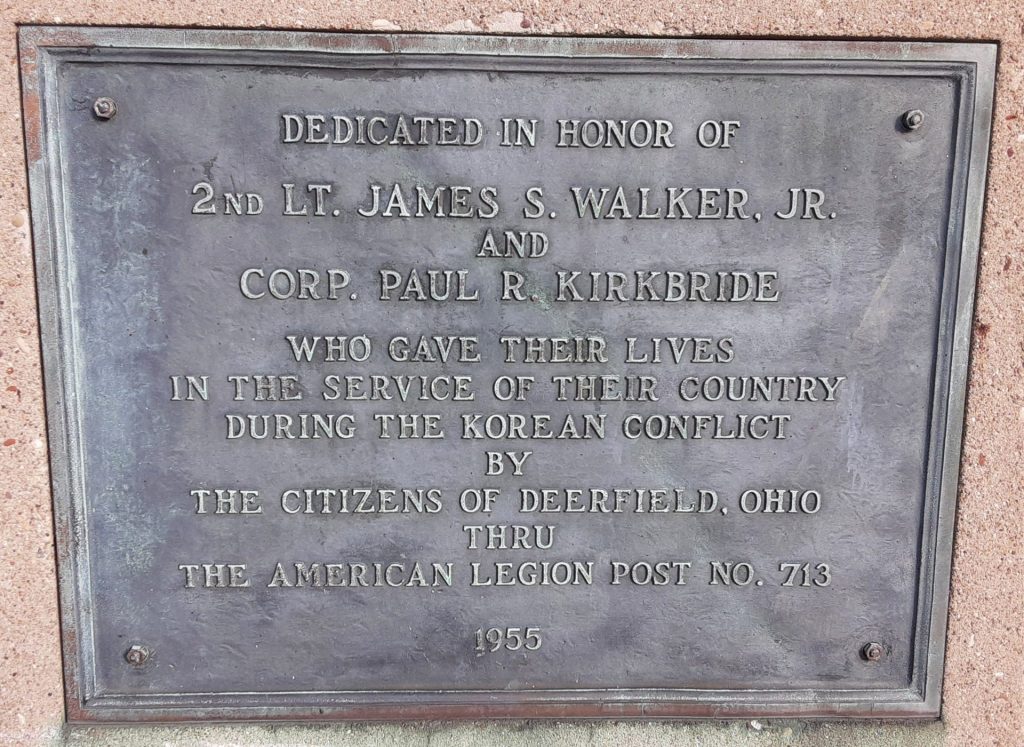 DEDICATED IN HONOR OF
2ND LT. JAMES S. WALKER, JR.
AND
CORP. PAUL R. KIRKBRIDE
WHO GAVE THEIR LIVES
IN THE SERVICE OF THEIR COUNTRY
DURING THE KOREAN CONFLICT
BY
THE CITIZENS OF DEERFIELD, OHIO
THRU
THE AMERICAN LEGION POST NO. 713
1955